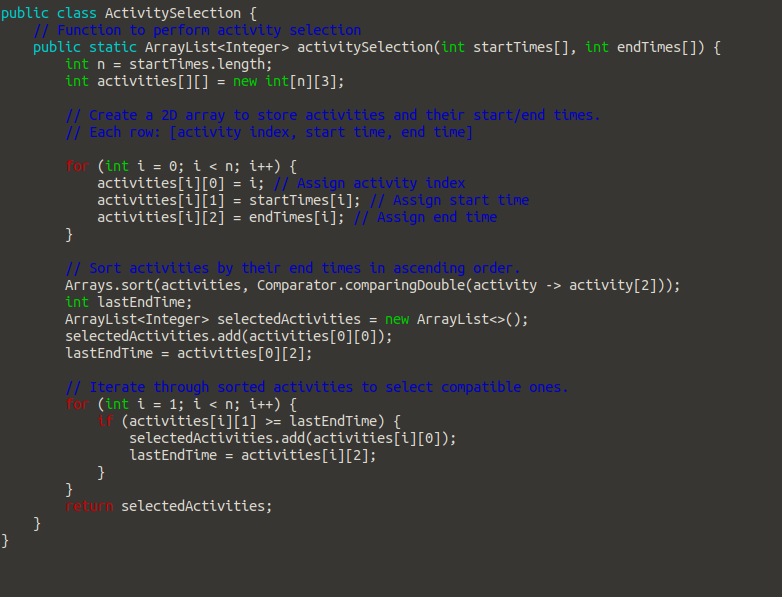 public class ActivitySelection {
    // Function to perform activity selection
    public static ArrayList<Integer> activitySelection(int startTimes[], int endTimes[]) {
        int n = startTimes.length;
        int activities[][] = new int[n][3];

        // Create a 2D array to store activities and their start/end times.
        // Each row: [activity index, start time, end time]

        for (int i = 0; i < n; i++) {
            activities[i][0] = i; // Assign activity index
            activities[i][1] = startTimes[i]; // Assign start time
            activities[i][2] = endTimes[i]; // Assign end time
        }

        // Sort activities by their end times in ascending order.
        Arrays.sort(activities, Comparator.comparingDouble(activity -> activity[2]));
        int lastEndTime;
        ArrayList<Integer> selectedActivities = new ArrayList<>();
        selectedActivities.add(activities[0][0]);
        lastEndTime = activities[0][2];

        // Iterate through sorted activities to select compatible ones.
        for (int i = 1; i < n; i++) {
            if (activities[i][1] >= lastEndTime) {
                selectedActivities.add(activities[i][0]);
                lastEndTime = activities[i][2];
            }
        }
        return selectedActivities;
    }
}